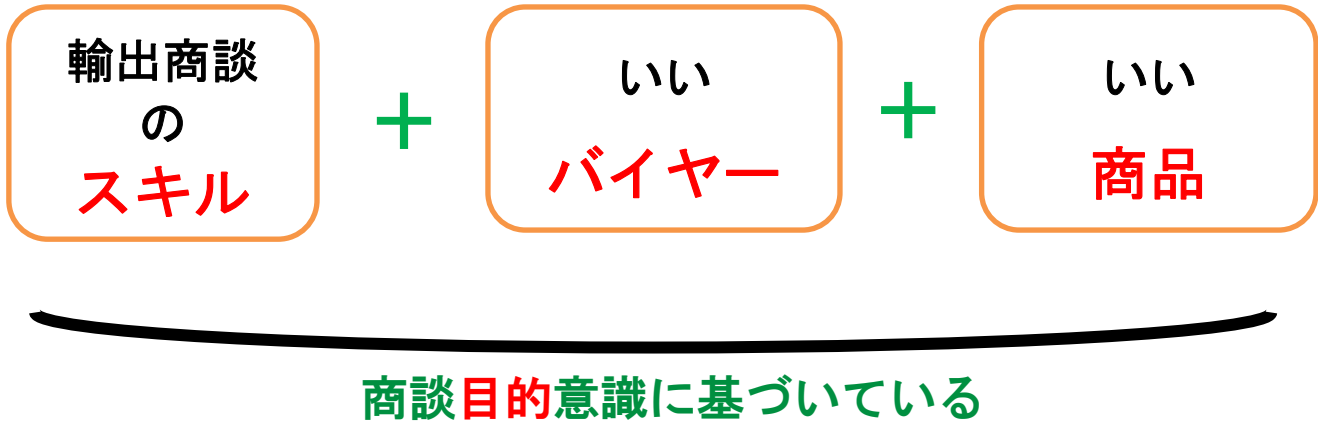 輸出商談
の
スキル
+
いい
バイヤー
+
いい
商品
商談目的意識に基づいている